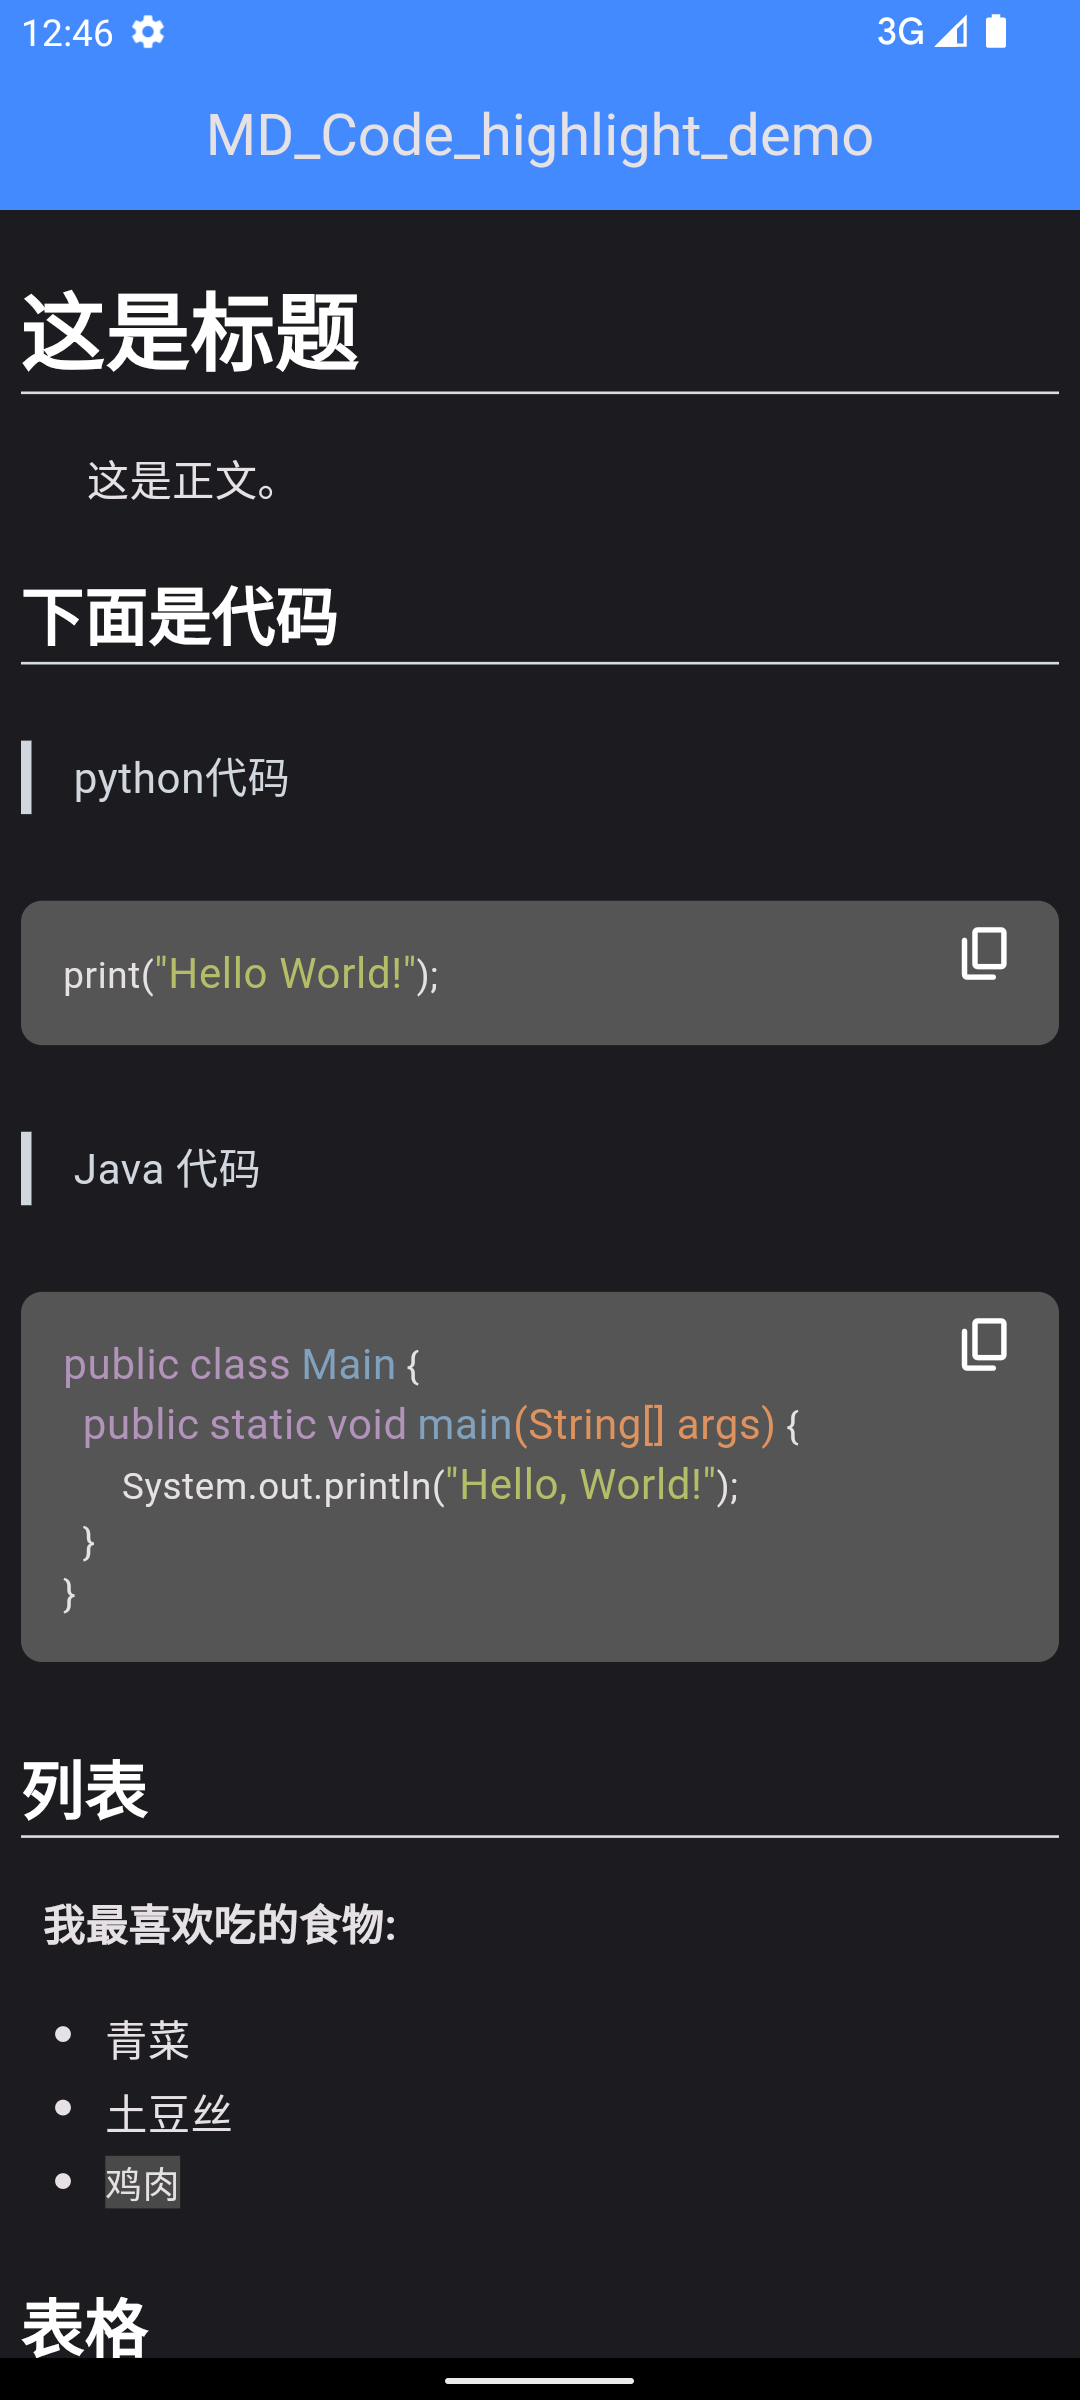 12:46
3G
MD_Code_highlight_demo
这是标题
这是正文。
下面是代码
python代码
print("Hello World!");
Java 代码
public class Main {
public static void main(String[] args) {
System.out.println("Hello, World!");
}
}
列表
我最喜欢吃的食物:
青菜
土豆丝
鸡肉
表格